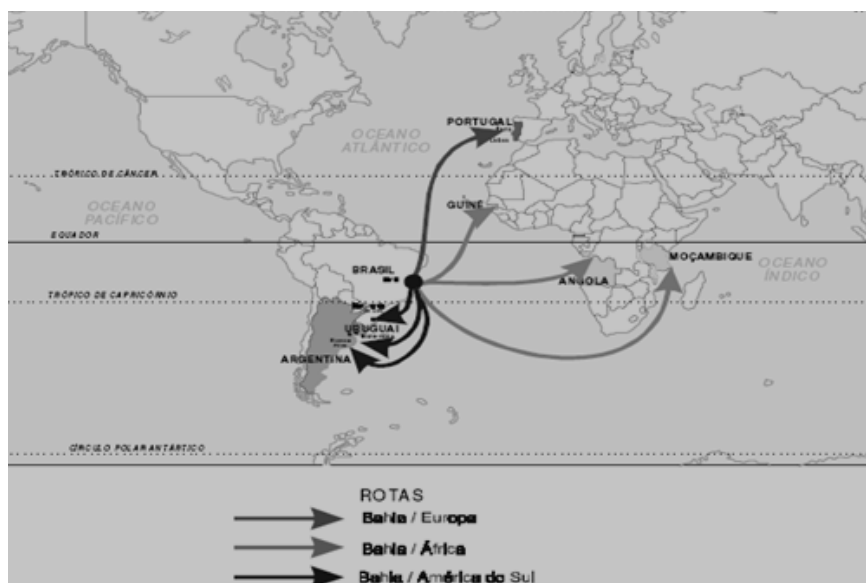 PORTUGAL
OCEANO
ATLÂNTICO
TRÓPICO DE CÂNCER
GUINÉ
OCEANO
PACÍFICO
EQUADOR
MOÇAMBIQUE
OCEANO
ÍNDICO
BRASIL
ANGOLA
TRÓPICO DE CAPRICÓRNIO
URUGUAI
ARGENTINA
CÍRCULO POLAR ANTÁRTICO
ROTAS
Bahia / Europa
Bahia / África
Bahia / América do Sul